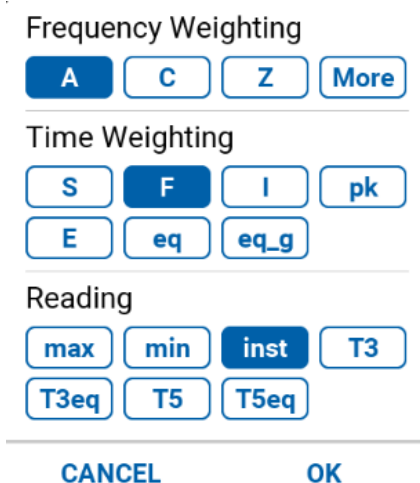 Frequency Weighting
A C Z More
Time Weighting
S F I pk
E eq eq_g
Reading
max min inst T3
T3eq T5 T5eq
CANCEL OK